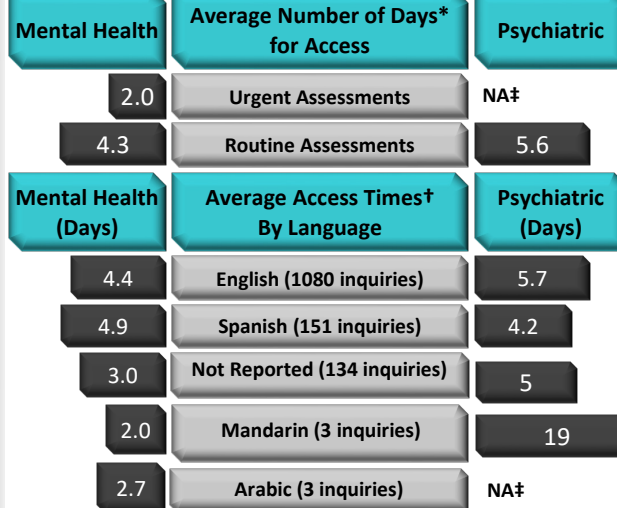 Mental Health
Average Number of Days*
for Access
Psychiatric
2.0
Urgent Assessments
NA‡
4.3
Routine Assessments
5.6
Mental Health
(Days)
Average Access Times†
By Language
Psychiatric
(Days)
4.4
English (1080 inquiries)
5.7
4.9
Spanish (151 inquiries)
4.2
3.0
Not Reported (134 inquiries)
5
2.0
Mandarin (3 inquiries)
19
2.7
Arabic (3 inquiries)
NA‡